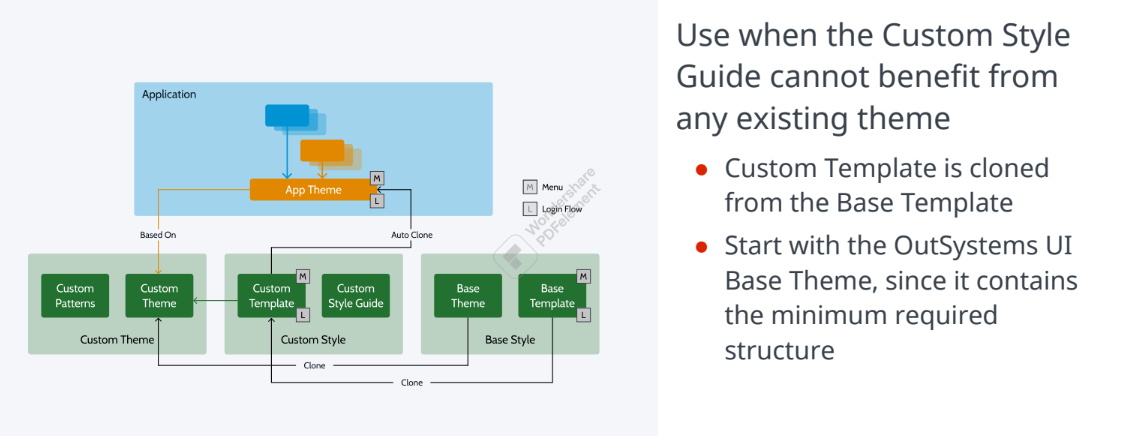 Application
App Theme
M
L
M Menu
L Login Flow
Wondershare
PDFelement
Based On
Auto Clone
Custom
Patterns
Custom
Theme
Custom Theme
Custom
Template
M
L
Custom
Style Guide
Custom Style
Base
Theme
Base
Template
M
L
Base Style
Clone
Clone
Use when the Custom Style
Guide cannot benefit from
any existing theme
• Custom Template is cloned
from the Base Template
• Start with the OutSystems UI
Base Theme, since it contains
the minimum required
structure